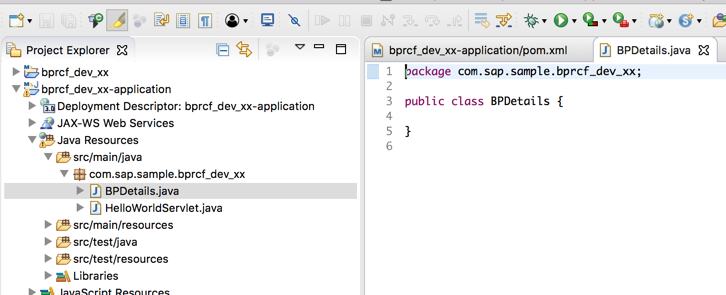 Project Explorer
bprcf_dev_xx
bprcf_dev_xx-application
3.0 Deployment Descriptor: bprcf_dev_xx-application
JAX-WS Web Services
Java Resources
src/main/java
com.sap.sample.bprcf_dev_xx
BPDetails.java
HelloWorldServlet.java
src/main/resources
src/test/java
src/test/resources
Libraries
JavaScript Resources
bprcf_dev_xx-application/pom.xml
BPDetails.java
1 package com.sap.sample.bprcf_dev_xx;
2
3 public class BPDetails {
4
5 }
6